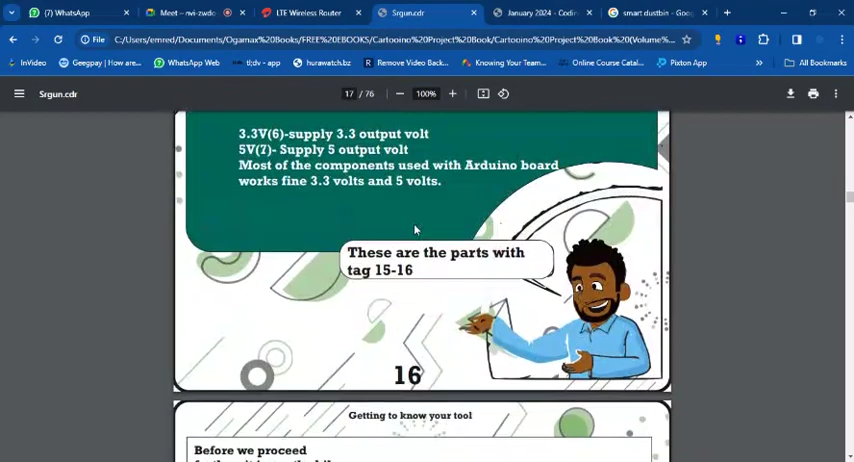 (7) WhatsApp
Meet – nvi-zwdo
LTE Wireless Router
Srgun.cdr
January 2024 - Codin
smart dustbin - Goog
File
C:/Users/emred/Documents/Ogamax%20Books/FREE%20EBOOKS/Cartooino%20Project%20Book/Cartooino%20Project%20Book%20(Volume%...
InVideo
Geegpay | How are...
WhatsApp Web
tl;dv - app
hurawatch.bz
Remove Video Back...
Knowing Your Team...
Online Course Catal...
Pixton App
All Bookmarks
Srgun.cdr
17 / 76
100%
3.3V(6)-supply 3.3 output volt
5V(7)- Supply 5 output volt
Most of the components used with Arduino board
works fine 3.3 volts and 5 volts.
These are the parts with
tag 15-16
16
Getting to know your tool
Before we proceed